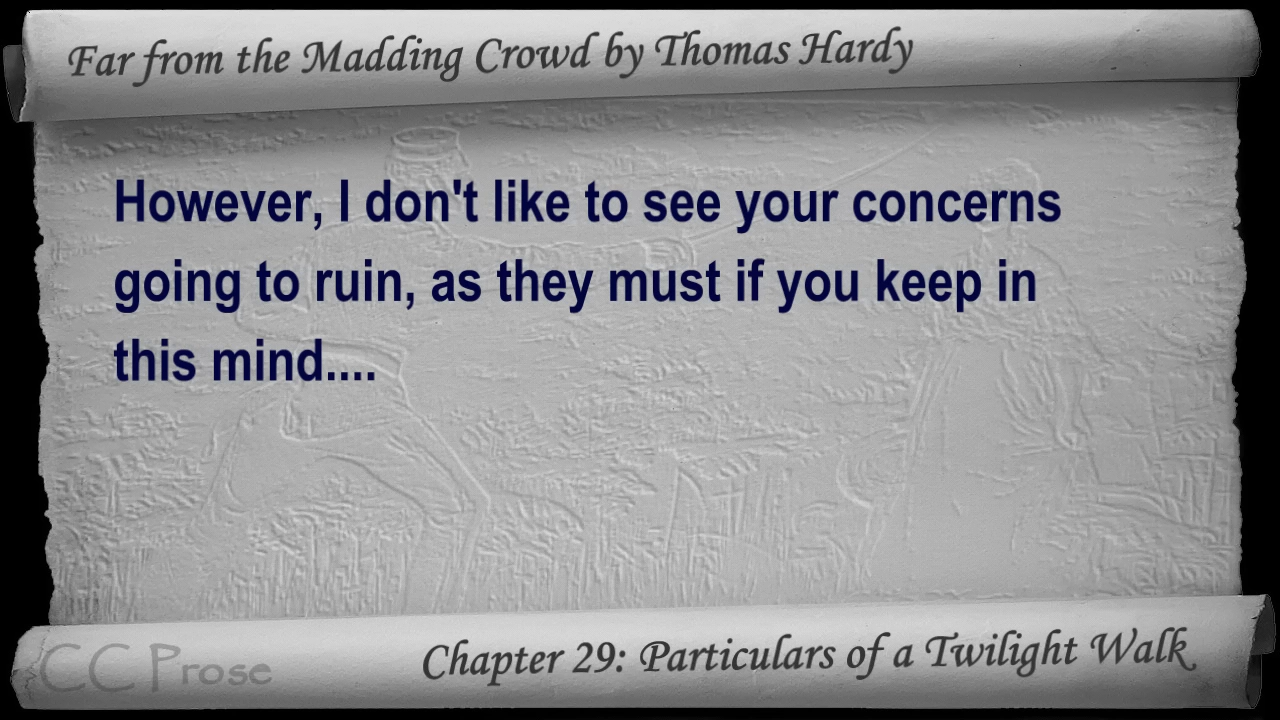 Far from the Madding Crowd by Thomas Hardy
However, I don't like to see your concerns
going to ruin, as they must if you keep in
this mind....
CC Prose
Chapter 29: Particulars of a Twilight Walk